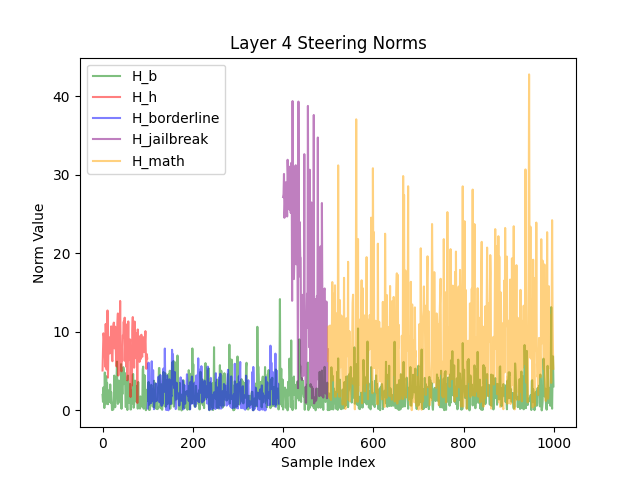 Layer 4 Steering Norms
H_b
H_h
H_borderline
H_jailbreak
H_math
Norm Value
40
30
20
10
0
0
200
400
600
800
1000
Sample Index